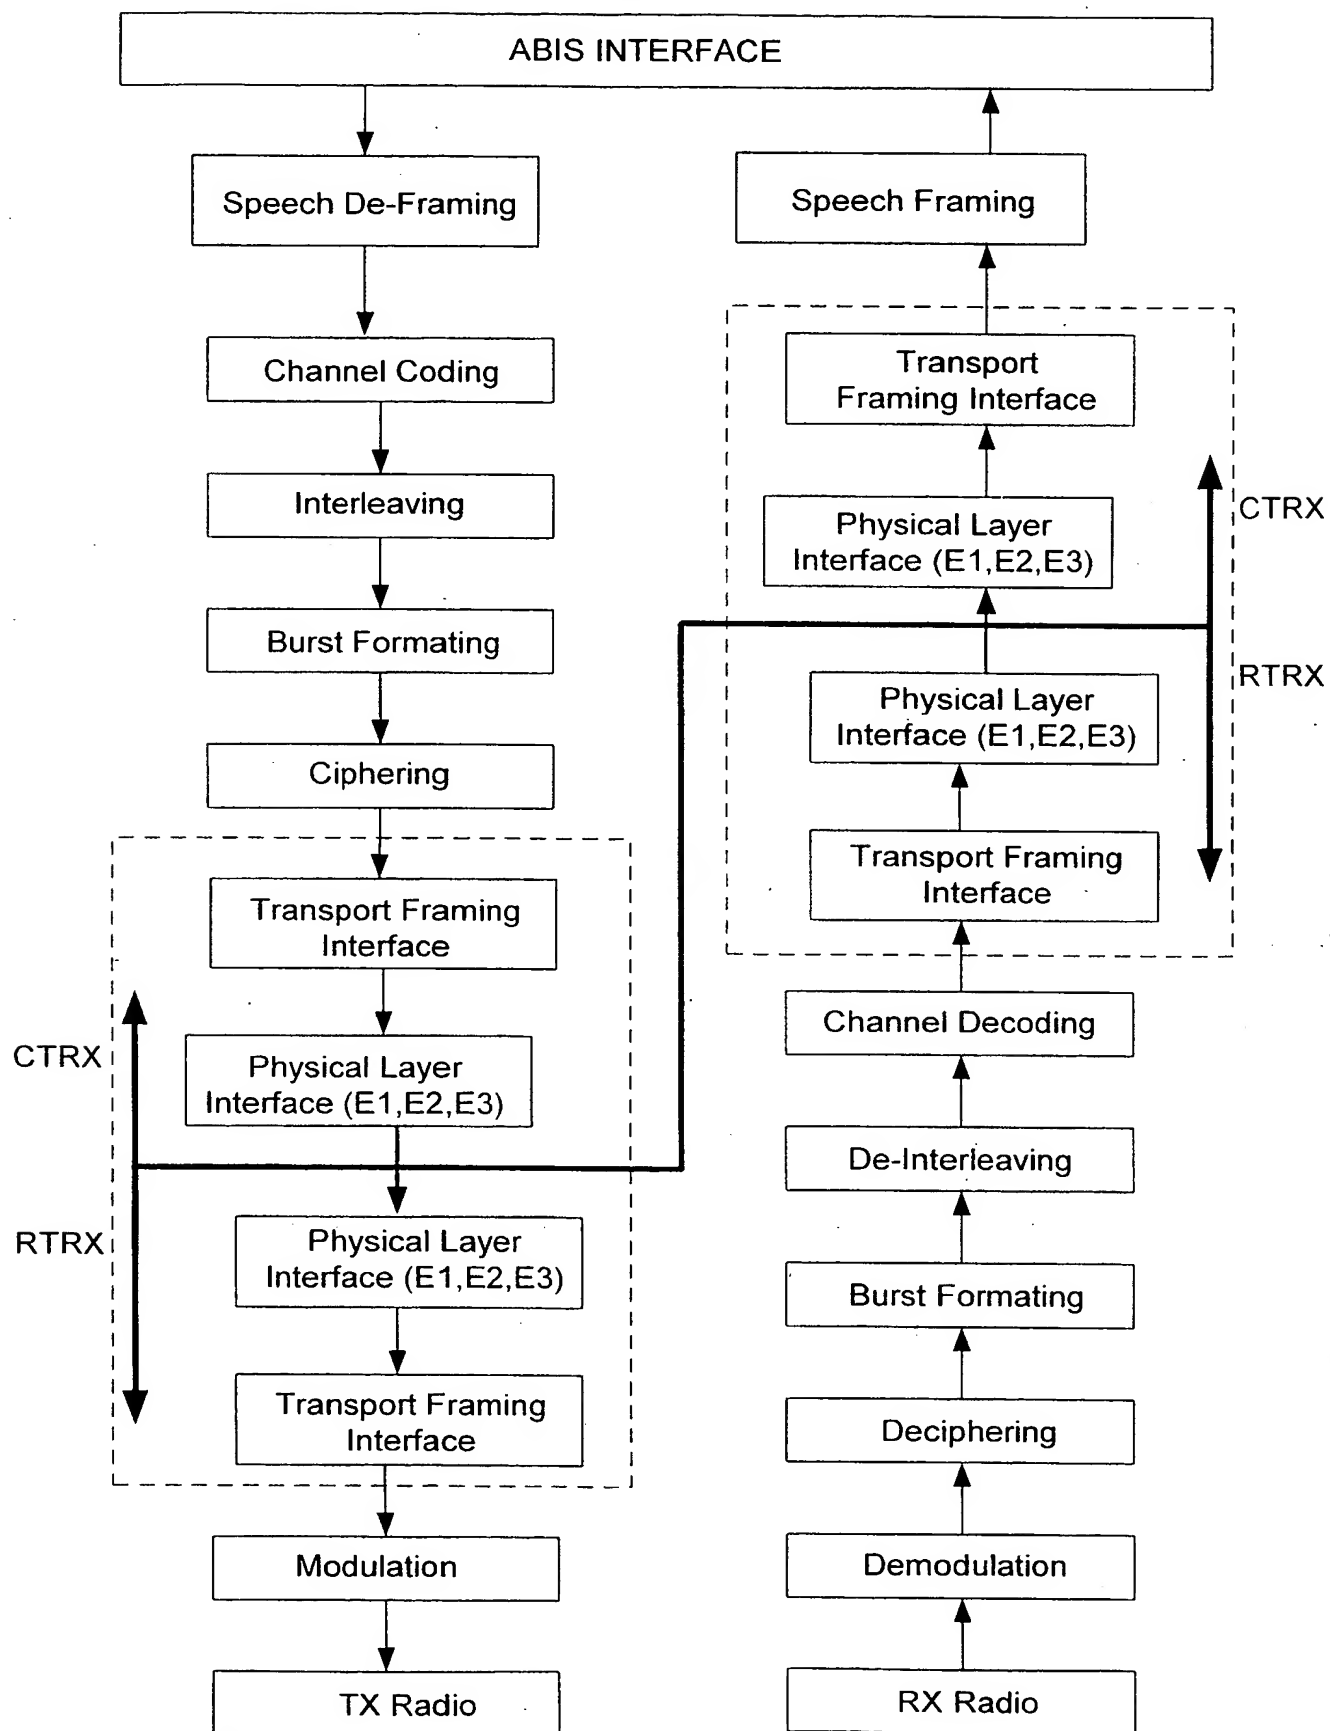 ABIS INTERFACE
Speech De-Framing
Channel Coding
Interleaving
Burst Formating
Ciphering
Transport Framing
Interface
CTRX
Physical Layer
Interface (E1,E2,E3)
RTRX
Physical Layer
Interface (E1,E2,E3)
Transport Framing
Interface
Modulation
TX Radio
Speech Framing
Transport
Framing Interface
CTRX
Physical Layer
Interface (E1,E2,E3)
RTRX
Physical Layer
Interface (E1,E2,E3)
Transport Framing
Interface
Channel Decoding
De-Interleaving
Burst Formating
Deciphering
Demodulation
RX Radio